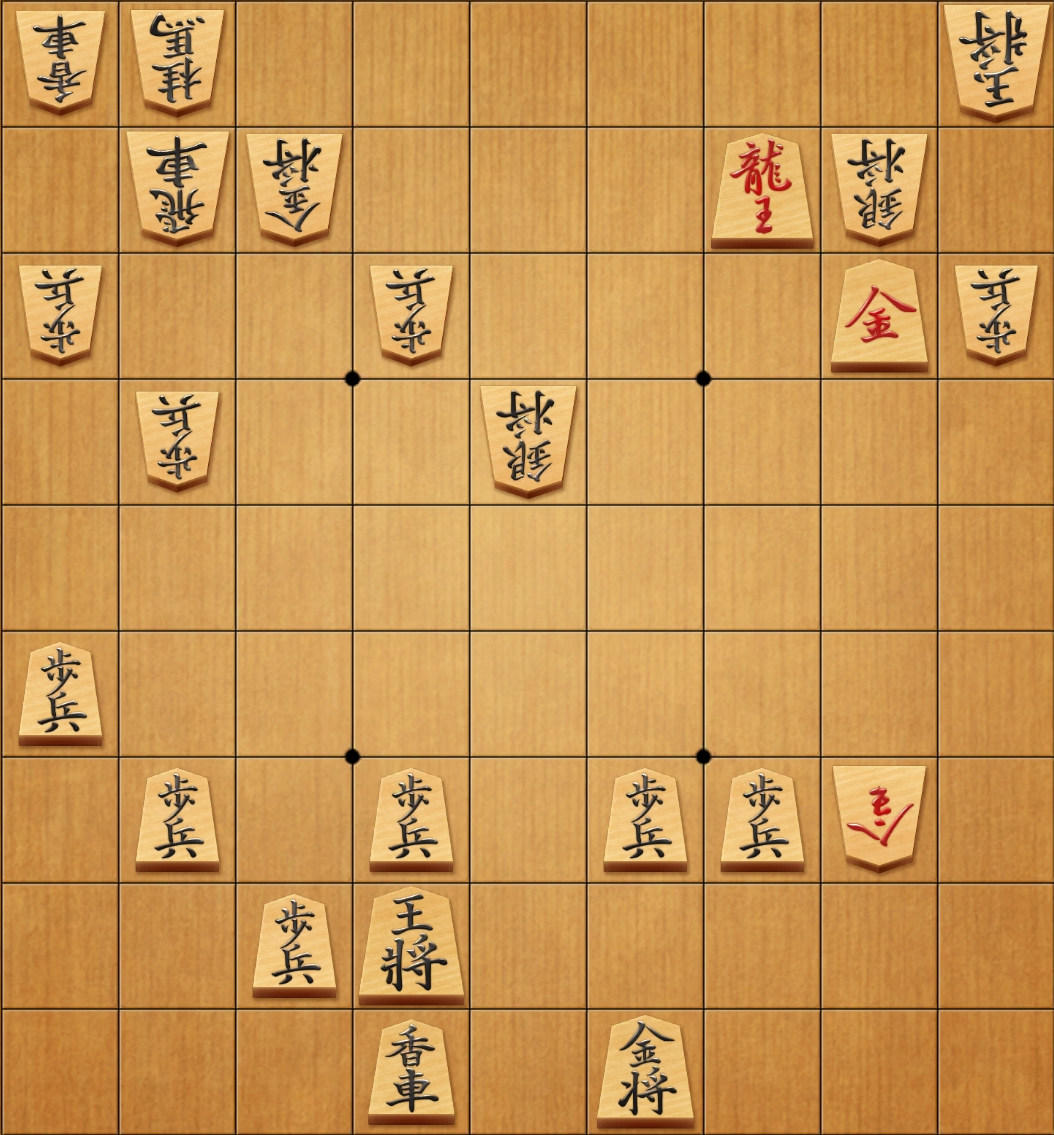 香車 桂馬 玉将
飛車 金将 龍王 銀将
歩兵 歩兵 金 歩兵
歩兵 銀将
歩兵
歩兵 歩兵 歩兵 歩兵 金
歩兵 王将
香車 金将